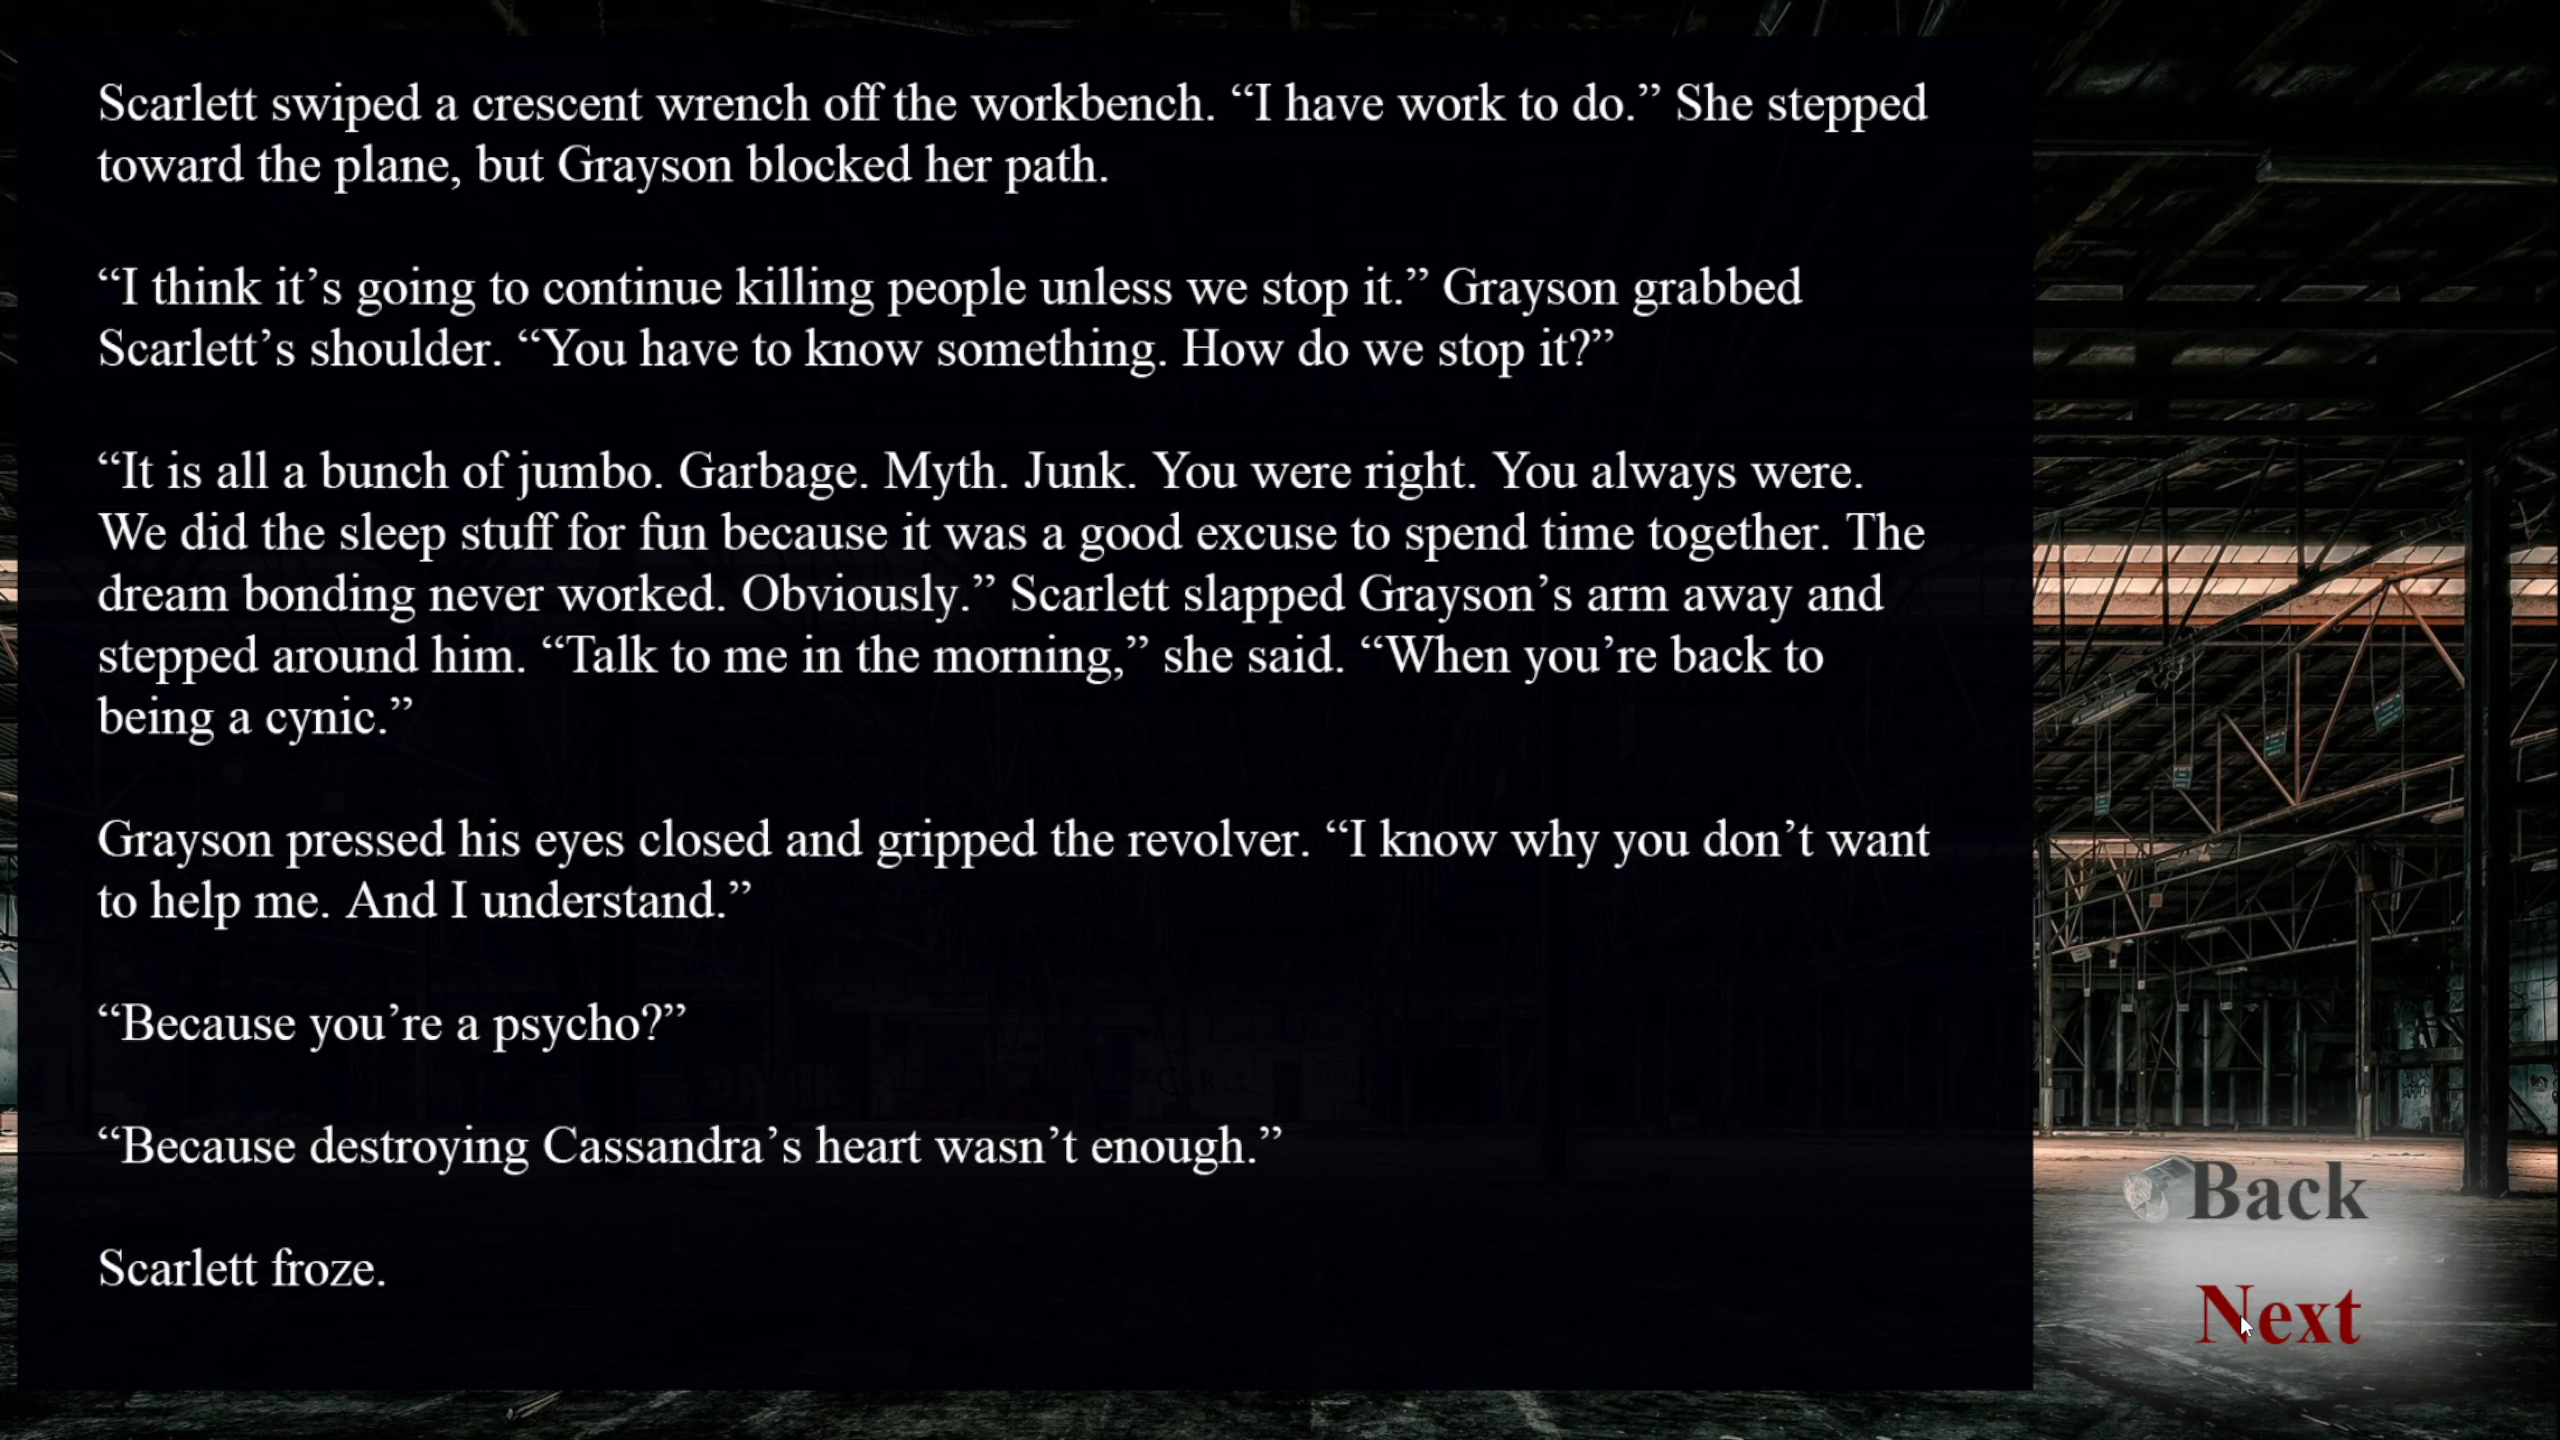 Scarlett swiped a crescent wrench off the workbench. “I have work to do.” She stepped
toward the plane, but Grayson blocked her path.
“I think it’s going to continue killing people unless we stop it.” Grayson grabbed
Scarlett’s shoulder. “You have to know something. How do we stop it?”
“It is all a bunch of jumbo. Garbage. Myth. Junk. You were right. You always were.
We did the sleep stuff for fun because it was a good excuse to spend time together. The
dream bonding never worked. Obviously.” Scarlett slapped Grayson’s arm away and
stepped around him. “Talk to me in the morning,” she said. “When you’re back to
being a cynic.”
Grayson pressed his eyes closed and gripped the revolver. “I know why you don’t want
to help me. And I understand.”
“Because you’re a psycho?”
“Because destroying Cassandra’s heart wasn’t enough.”
Scarlett froze.
Back
Next